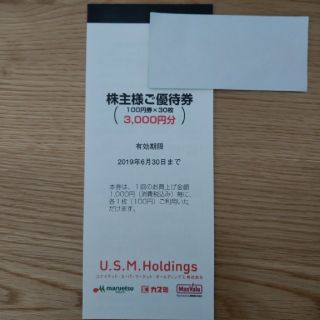 株主様ご優待券
(100円券×30枚
3,000円分)
有効期限
2019年6月30日まで
本券は、1回のお買上げ金額
1,000円(消費税込み)毎に、
各1枚(100円)ご利用いた
だけます。
U.S.M.Holdings
ユナイテッド・スーパーマーケット・ホールディングス株式会社
maruetsu カスミ MaxValu